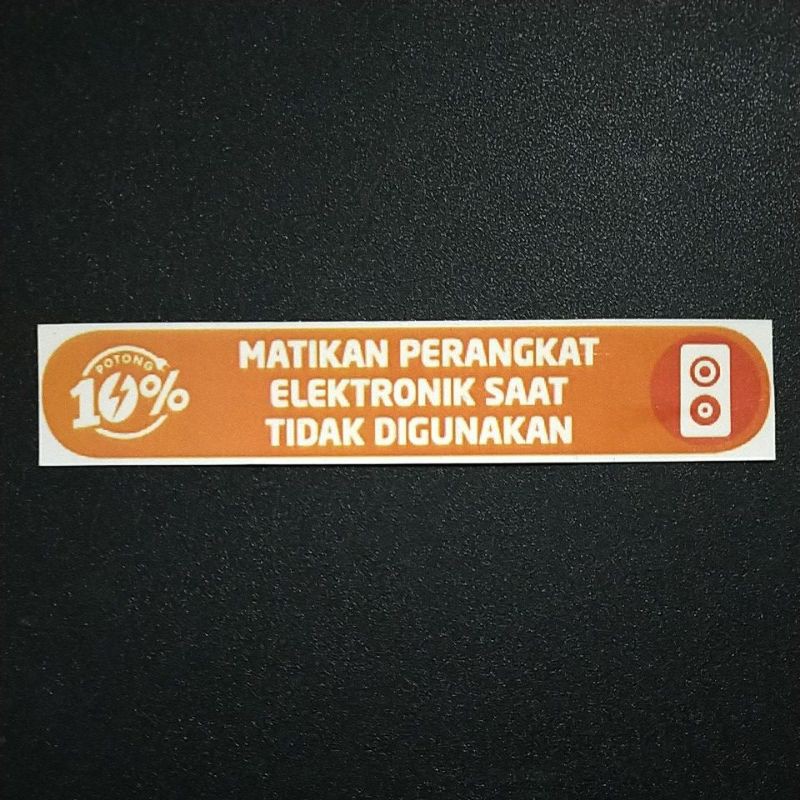 POTONG
10%
MATIKAN PERANGKAT
ELEKTRONIK SAAT
TIDAK DIGUNAKAN